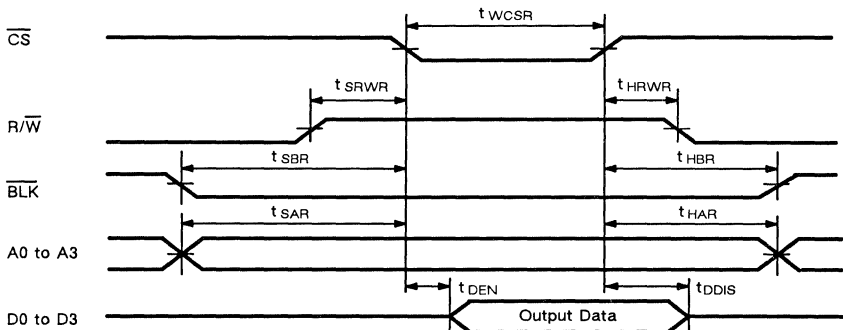 t WCSR
CS
t SRWR
t HRWR
R/W
t SBR
t HBR
BLK
t SAR
t HAR
A0 to A3
t DEN
t DDIS
D0 to D3
Output Data